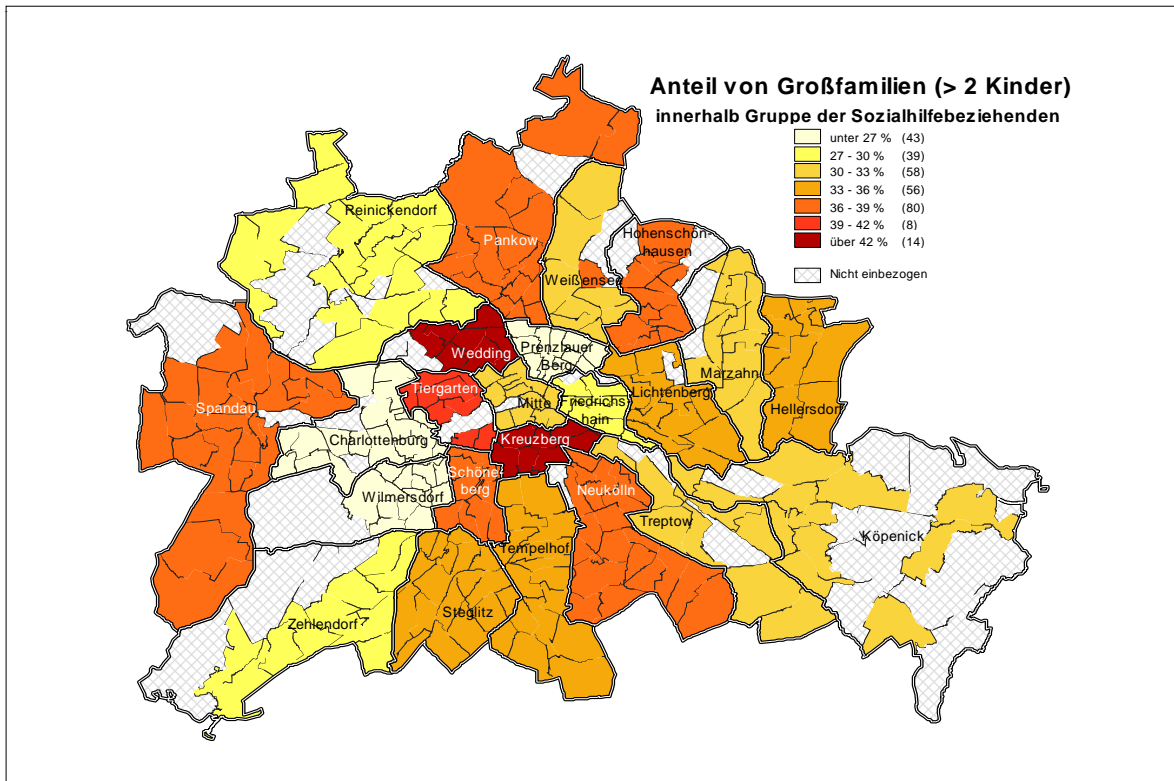 Anteil von Großfamilien (> 2 Kinder)
innerhalb Gruppe der Sozialhilfebeziehenden
unter 27 % (43)
27 - 30 % (39)
30 - 33 % (58)
33 - 36 % (56)
36 - 39 % (80)
39 - 42 % (8)
über 42 % (14)
Nicht einbezogen
Reinickendorf
Pankow
Hohenschön-
hausen
Weißensee
Wedding
Prenzlauer
Berg
Marzahn
Tiergarten
Lichtenberg
Mitte
Friedrichs-
hain
Hellersdorf
Spandau
Charlottenburg
Kreuzberg
Schöne-
berg
Wilmersdorf
Neukölln
Treptow
Köpenick
Tempelhof
Steglitz
Zehlendorf